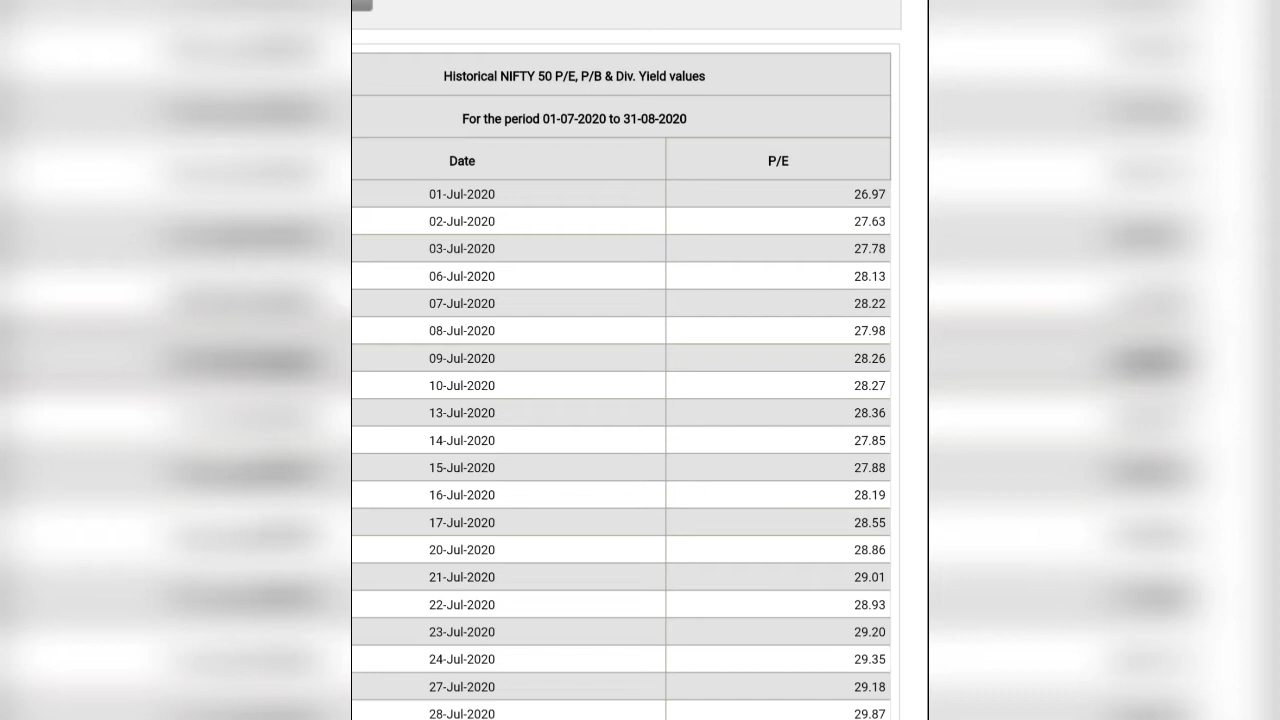 Historical NIFTY 50 P/E, P/B & Div. Yield values
For the period 01-07-2020 to 31-08-2020
Date P/E
01-Jul-2020 26.97
02-Jul-2020 27.63
03-Jul-2020 27.78
06-Jul-2020 28.13
07-Jul-2020 28.22
08-Jul-2020 27.98
09-Jul-2020 28.26
10-Jul-2020 28.27
13-Jul-2020 28.36
14-Jul-2020 27.85
15-Jul-2020 27.88
16-Jul-2020 28.19
17-Jul-2020 28.55
20-Jul-2020 28.86
21-Jul-2020 29.01
22-Jul-2020 28.93
23-Jul-2020 29.20
24-Jul-2020 29.35
27-Jul-2020 29.18
28-Jul-2020 29.87